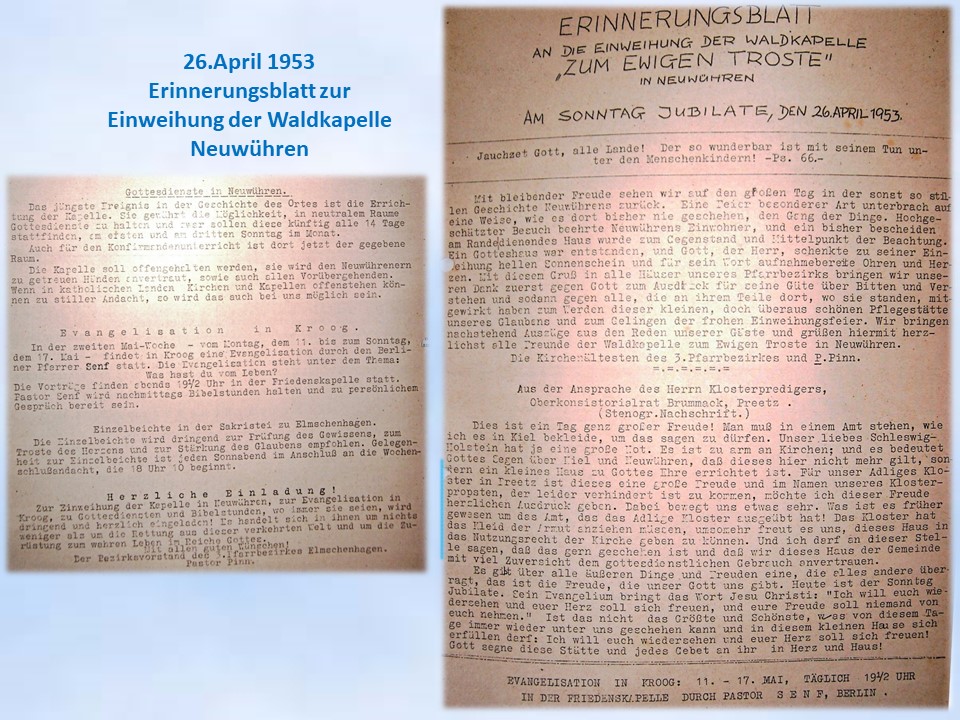 26.April 1953
Erinnerungsblatt zur
Einweihung der Waldkapelle
Neuwühren
Gottesdienste in Neuwühren.
Das jüngste Ereignis in der Geschichte des Ortes ist die Errich-
tung der Kapelle. Sie gewährt die Möglichkeit, in neutralem Raume
Gottesdienste zu halten und zwar sollen diese künftig alle 14 Tage
stattfinden, am ersten und am dritten Sonntag im Monat.
Auch für den Konfirmandenunterricht ist dort jetzt der gegebene
Raum.
Die Kapelle soll offengehalten werden, sie wird den Neuwührenern
zu getreuen Händen anvertraut, sowie auch allen Vorübergehenden.
Wenn in katholischen Landen Kirchen und Kapellen offenstehen kön-
nen zu stiller Andacht, so wird das auch bei uns möglich sein.
Evangelisation in Kroog.
In der zweiten Mai-Woche - vom Montag, dem 11. bis zum Sonntag,
dem 17. Mai - findet in Kroog eine Evangelisation durch den Berli-
ner Pfarrer Senf statt. Die Evangelisation steht unter dem Thema:
Was hast du vom Leben?
Die Vorträge finden abends 19½ Uhr in der Friedenskapelle statt.
Pastor Senf wird nachmittags Bibelstunden halten und zu persönlichem
Gespräch bereit sein.
Einzelbeichte in der Sakristei zu Elmschenhagen.
Die Einzelbeichte wird dringend zur Prüfung des Gewissens, zum
Troste des Herzens und zur Stärkung des Glaubens empfohlen. Gelegen-
heit zur Einzelbeichte ist jeden Sonnabend im Anschluß an die Wochen-
schlußandacht, die 18 Uhr 10 beginnt.
Herzliche Einladung!
Zur Einweihung der Kapelle in Neuwühren, zur Evangelisation in
Kroog, zu Gottesdiensten und Bibelstunden, wo immer sie seien, wird
dringend und herzlich eingeladen! Es handelt sich in ihnen um nichts
weniger als um die Rettung aus dieser verkehrten Welt und um die Zu-
rüstung zum wahren Leben im Reiche Gottes.
Mit allen guten Wünschen!
Der Bezirksvorstand des 3.Pfarrbezirkes Elmschenhagen.
Pastor Pinn.
ERINNERUNGSBLATT
AN DIE EINWEIHUNG DER WALDKAPELLE
„ZUM EWIGEN TROSTE"
IN NEUWÜHREN
AM SONNTAG JUBILATE, DEN 26.APRIL 1953.
Jauchzet Gott, alle Lande! Der so wunderbar ist mit seinem Tun un-
ter den Menschenkindern! -Ps. 66.-
Mit bleibender Freude sehen wir auf den großen Tag in der sonst so stil-
len Geschichte Neuwührens zurück. Eine Feier besonderer Art unterbrach auf
eine Weise, wie es dort bisher nie geschehen, den Gang der Dinge. Hochge-
schätzter Besuch beehrte Neuwührens Einwohner, und ein bisher bescheiden
am Rande dienendes Haus wurde zum Gegenstand und Mittelpunkt der Beachtung.
Ein Gotteshaus war entstanden, und Gott, der Herr, schenkte zu seiner Ein-
weihung hellen Sonnenschein und für sein Wort aufnahmebereite Ohren und Her-
zen. Mit diesem Gruß in alle Häuser unseres Pfarrbezirks bringen wir unse-
ren Dank zuerst gegen Gott zum Ausdruck für seine Güte über Bitten und Ver-
stehen und sodann gegen alle, die an ihrem Teile dort, wo sie standen, mit-
gewirkt haben zum Werden dieser kleinen, doch überaus schönen Pflegestätte
unseres Glaubens und zum Gelingen der frohen Einweihungsfeier. Wir bringen
nachstehend Auszüge aus den Reden unserer Gäste und grüßen hiermit herz-
lichst alle Freunde der Waldkapelle zum Ewigen Troste in Neuwühren.
Die Kirchenältesten des 3.Pfarrbezirkes und P.Pinn.
=.=.=.=.=.=
Aus der Ansprache des Herrn Klosterpredigers,
Oberkonsistorialrat Brummack, Preetz .
(Stenogr.Nachschrift.)
Dies ist ein Tag ganz großer Freude! Man muß in einem Amt stehen, wie
ich es in Kiel bekleide, um das sagen zu dürfen. Unser liebes Schleswig-
Holstein hat ja eine große Not. Es ist zu arm an Kirchen; und es bedeutet
Gottes Segen über Kiel und Neuwühren, daß dieses hier nicht mehr gilt, son-
dern ein kleines Haus zu Gottes Ehre errichtet ist. Für unser Adliges Klo-
ster in Preetz ist dieses eine große Freude und im Namen unseres Kloster-
propsten, der leider verhindert ist zu kommen, möchte ich dieser Freude
herzlichen Ausdruck geben. Dabei bewegt uns etwas sehr. Was ist es früher
gewesen um das Amt, das das Adlige Kloster ausgeübt hat! Das Kloster hat
das Kleid der Armut anziehen müssen, umsomehr freut es uns, dieses Haus in
das Nutzungsrecht der Kirche geben zu können. Und ich darf an dieser Stel-
le sagen, daß das gern geschehen ist und daß wir dieses Haus der Gemeinde
mit viel Zuversicht dem gottesdienstlichen Gebrauch anvertrauen.
Es gibt über alle äußeren Dinge und Freuden eine, die alles andere über-
ragt, das ist die Freude, die unser Gott uns gibt. Heute ist der Sonntag
Jubilate. Sein Evangelium bringt das Wort Jesu Christi: "Ich will euch wie-
dersehen und euer Herz soll sich freuen, und eure Freude soll niemand von
euch nehmen." Ist das nicht das Größte und Schönste, was von diesem Ta-
ge immer wieder unter uns geschehen kann und in diesem kleinen Hause sich
erfüllen darf: Ich will euch wiedersehen und euer Herz soll sich freuen!
Gott segne diese Stätte und jedes Gebet an ihr in Herz und Haus!
EVANGELISATION IN KROOG: 11. - 17. MAI, TÄGLICH 19½ UHR
IN DER FRIEDENSKAPELLE DURCH PASTOR S E N F, BERLIN .